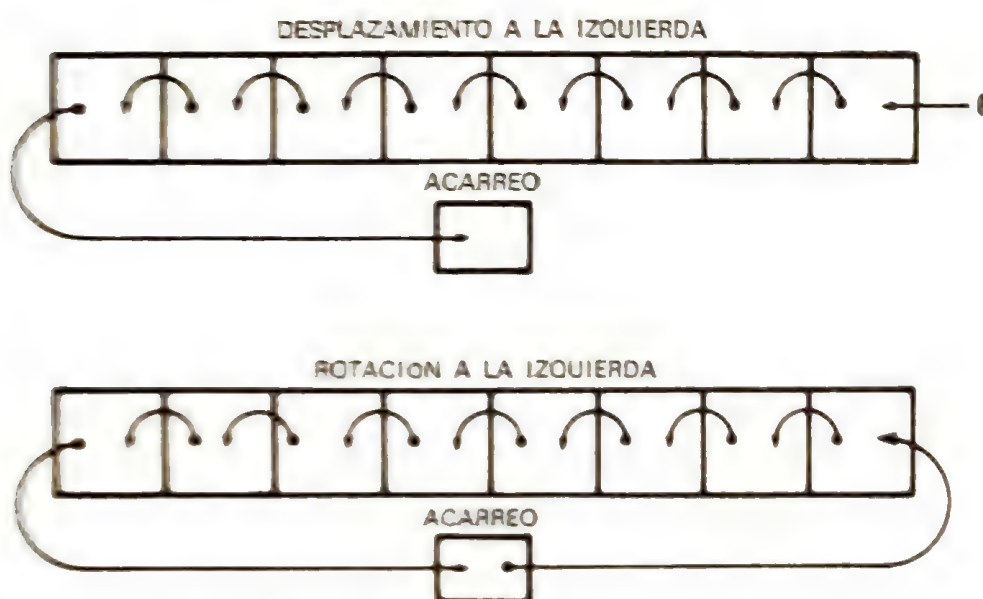 DESPLAZAMIENTO A LA IZQUIERDA
ACARREO
ROTACION A LA IZQUIERDA
ACARREO